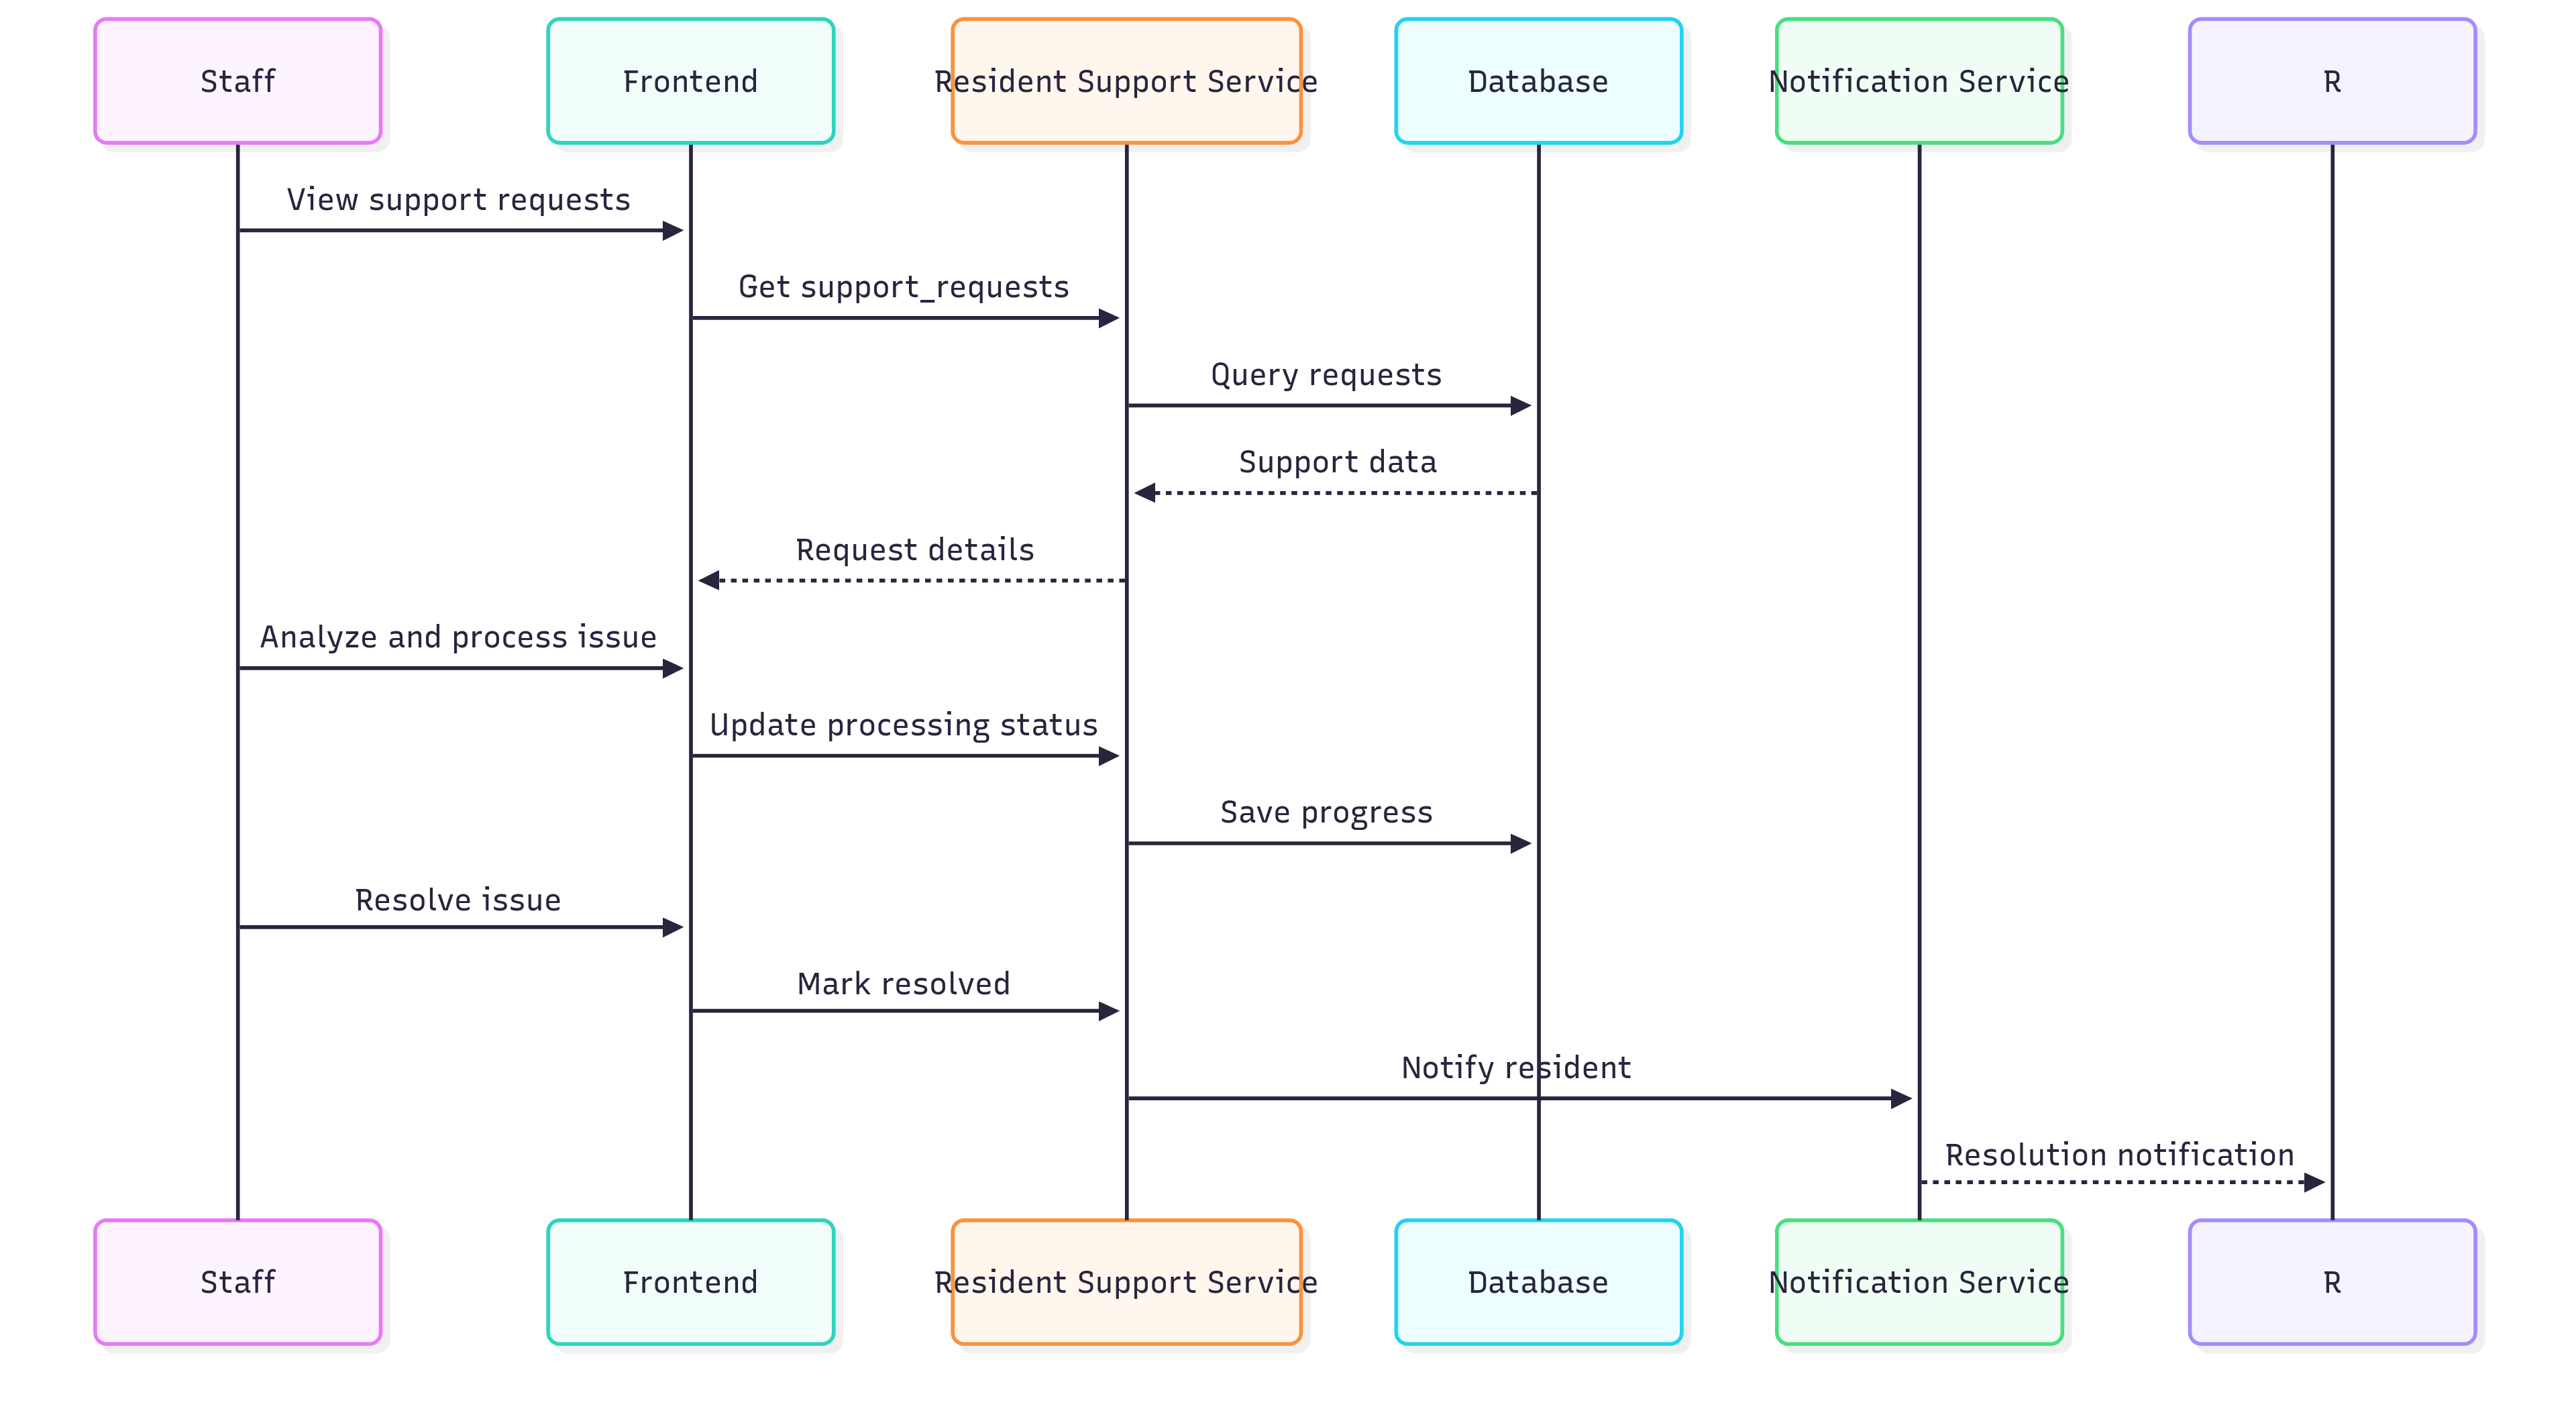 Staff
Frontend
Resident Support Service
Database
Notification Service
R
View support requests
Get support_requests
Query requests
Support data
Request details
Analyze and process issue
Update processing status
Save progress
Resolve issue
Mark resolved
Notify resident
Resolution notification
Staff
Frontend
Resident Support Service
Database
Notification Service
R